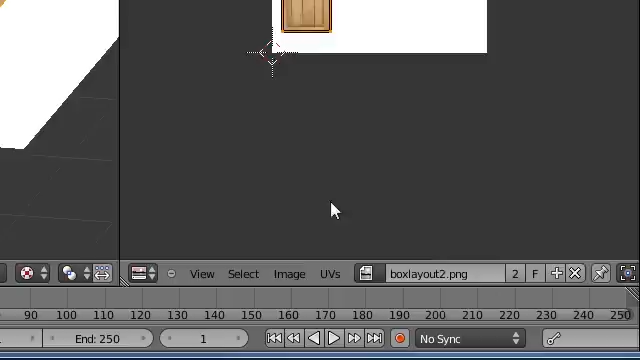 View Select Image UVs boxlayout2.png 2 F
90 100 110 120 130 140 150 160 170 180 190 200 210 220 230 240 250
End: 250 1 No Sync